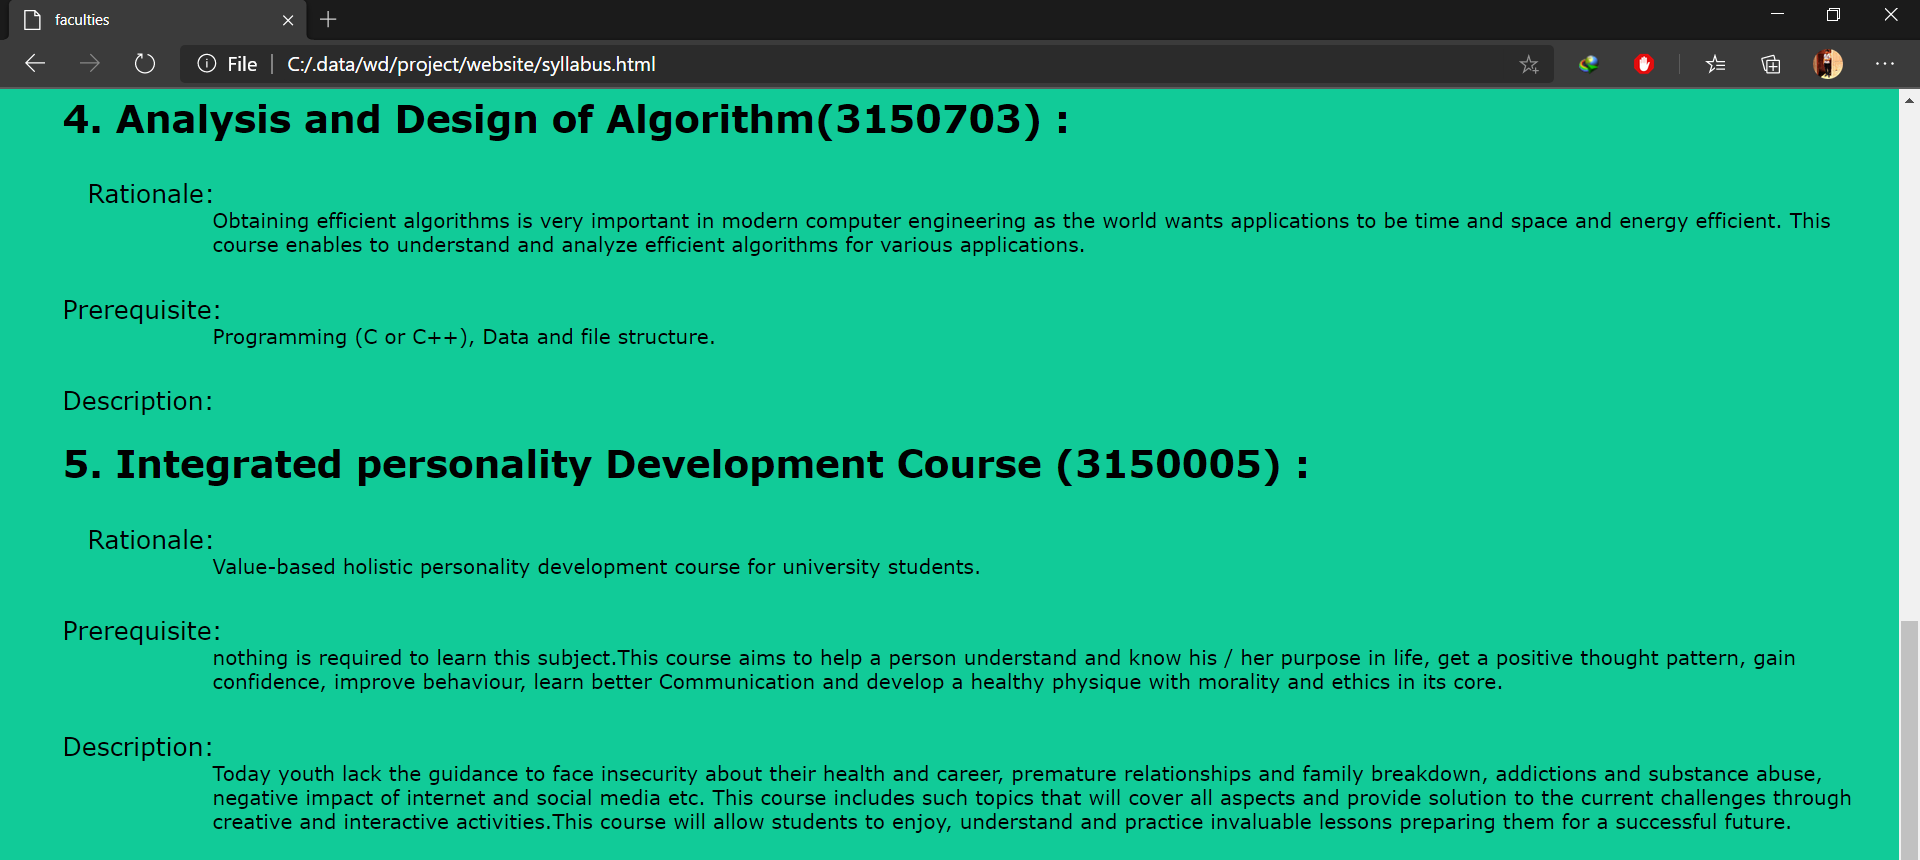 faculties
File
C:/.data/wd/project/website/syllabus.html
4. Analysis and Design of Algorithm(3150703) :
Rationale:
Obtaining efficient algorithms is very important in modern computer engineering as the world wants applications to be time and space and energy efficient. This
course enables to understand and analyze efficient algorithms for various applications.
Prerequisite:
Programming (C or C++), Data and file structure.
Description:
5. Integrated personality Development Course (3150005) :
Rationale:
Value-based holistic personality development course for university students.
Prerequisite:
nothing is required to learn this subject.This course aims to help a person understand and know his / her purpose in life, get a positive thought pattern, gain
confidence, improve behaviour, learn better Communication and develop a healthy physique with morality and ethics in its core.
Description:
Today youth lack the guidance to face insecurity about their health and career, premature relationships and family breakdown, addictions and substance abuse,
negative impact of internet and social media etc. This course includes such topics that will cover all aspects and provide solution to the current challenges through
creative and interactive activities.This course will allow students to enjoy, understand and practice invaluable lessons preparing them for a successful future.